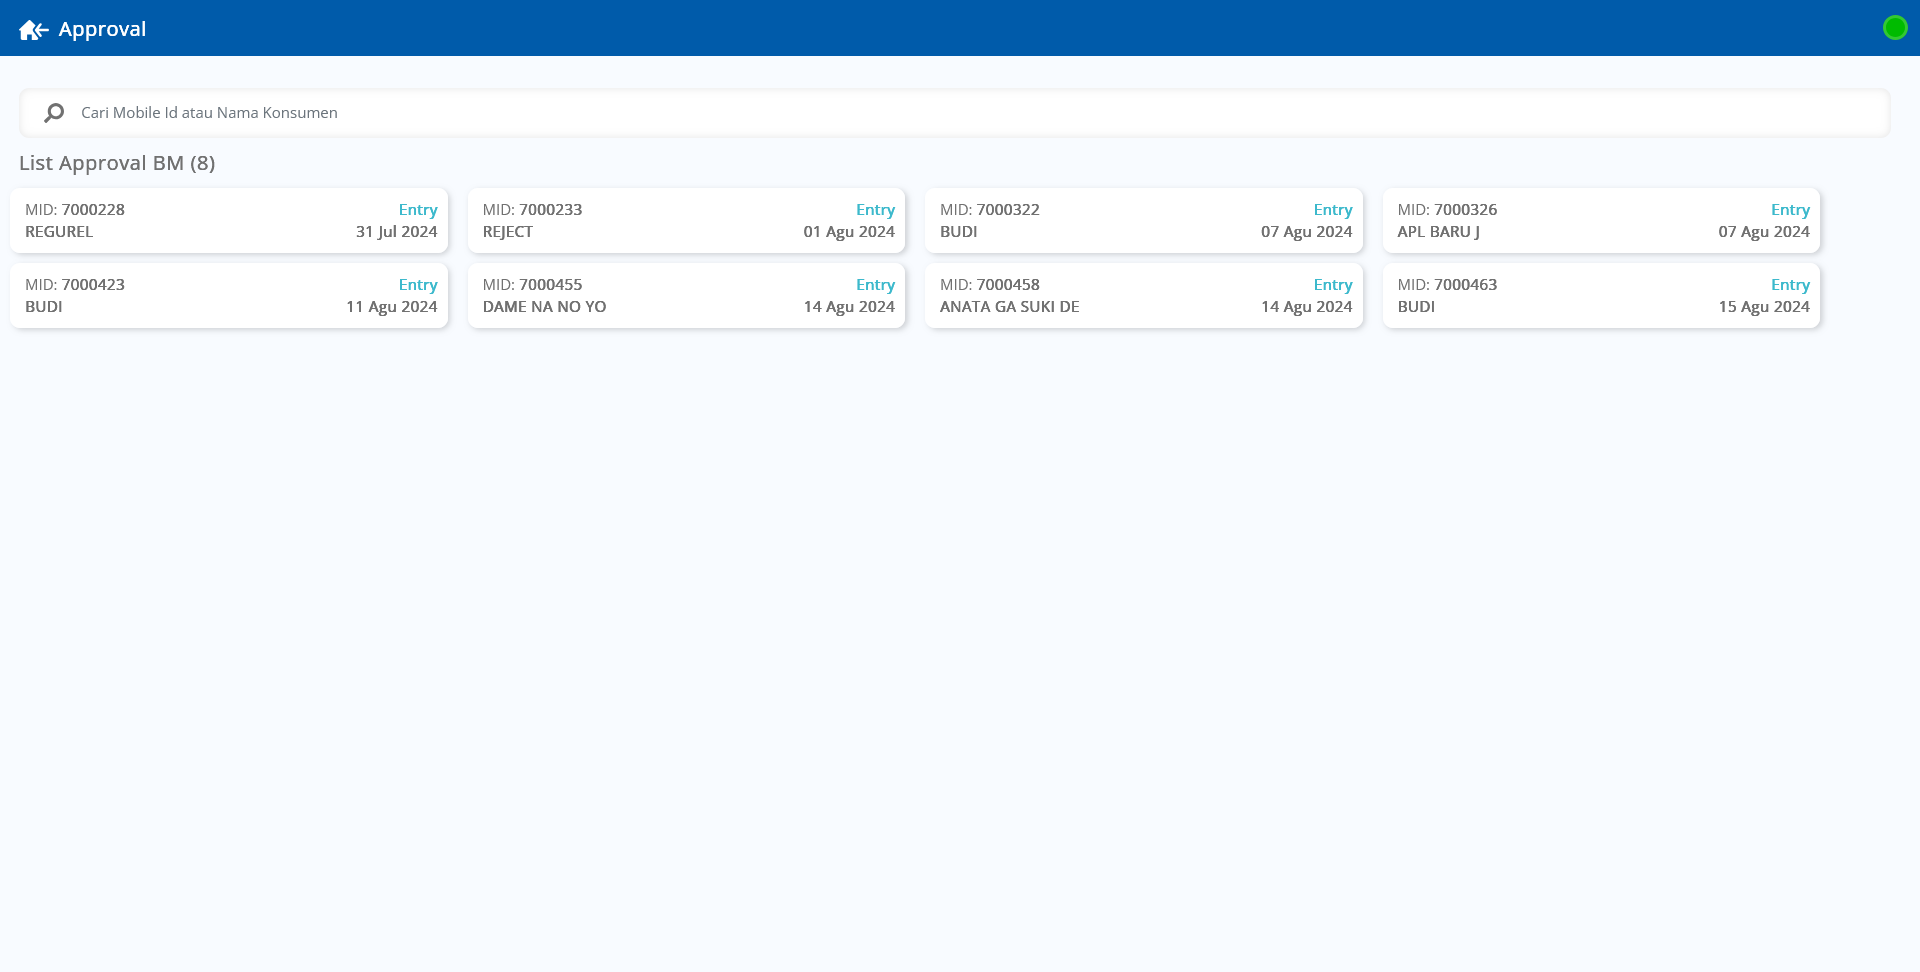 Approval
Cari Mobile Id atau Nama Konsumen
List Approval BM (8)
MID: 7000228 Entry
REGUREL 31 Jul 2024
MID: 7000233 Entry
REJECT 01 Agu 2024
MID: 7000322 Entry
BUDI 07 Agu 2024
MID: 7000326 Entry
APL BARU J 07 Agu 2024
MID: 7000423 Entry
BUDI 11 Agu 2024
MID: 7000455 Entry
DAME NA NO YO 14 Agu 2024
MID: 7000458 Entry
ANATA GA SUKI DE 14 Agu 2024
MID: 7000463 Entry
BUDI 15 Agu 2024